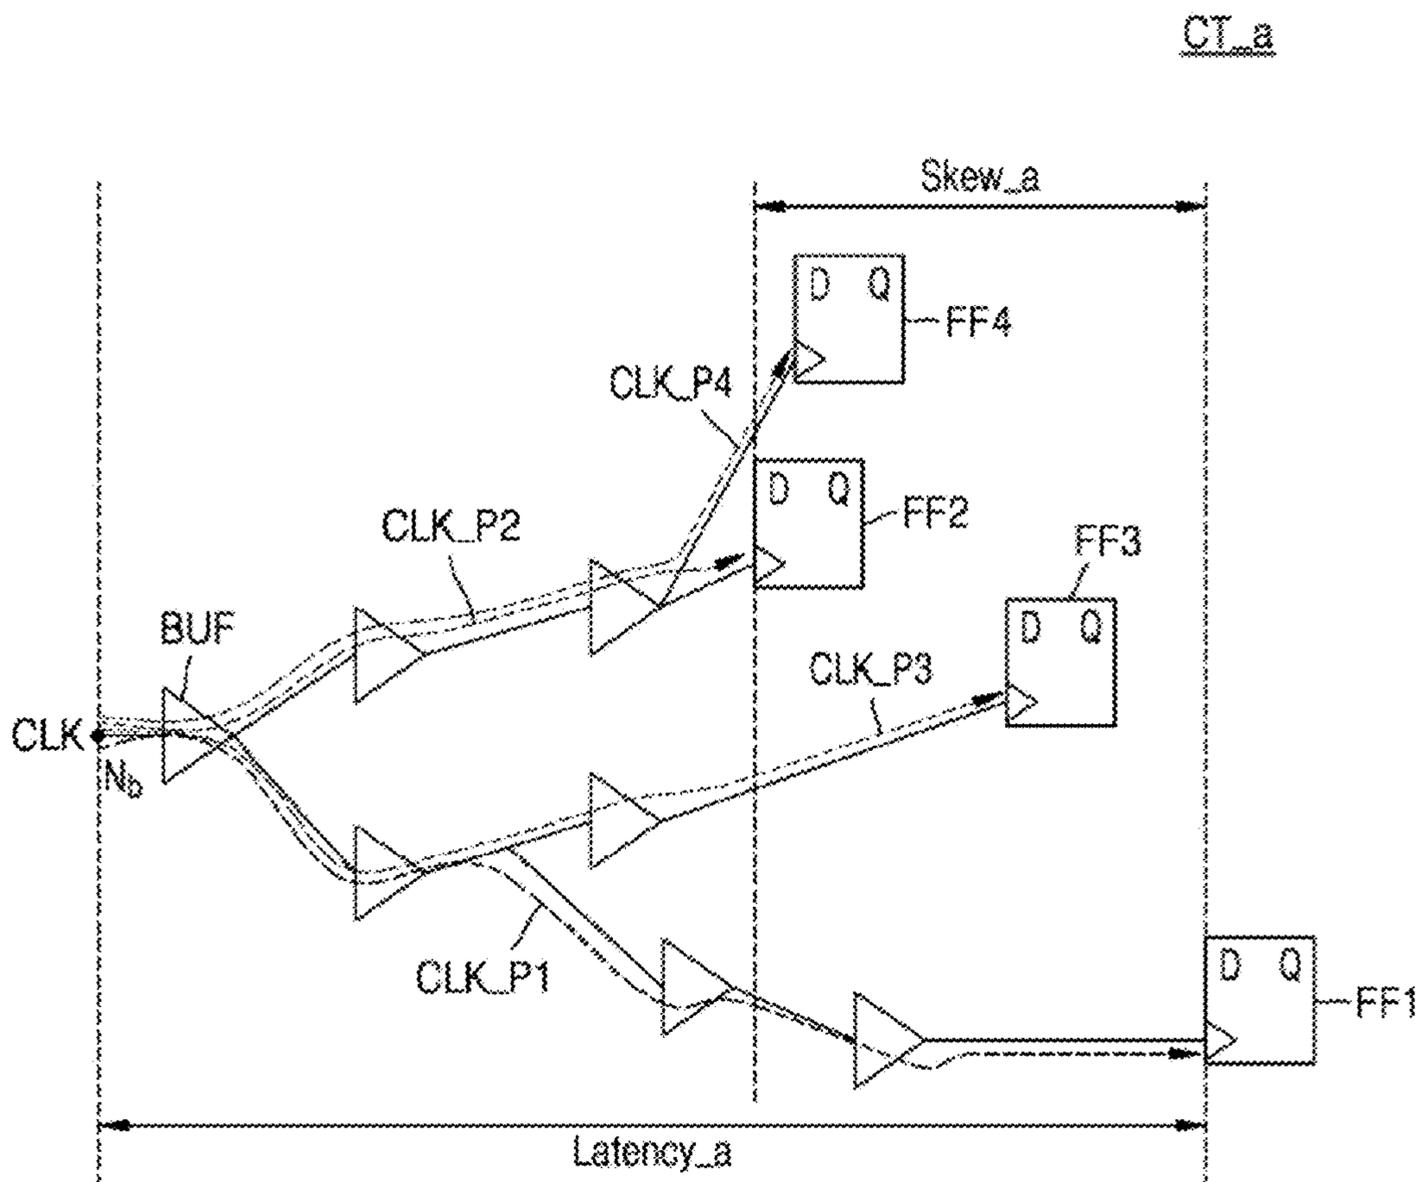 CT_a
Skew_a
D Q
FF4
CLK_P4
D Q
FF2
CLK_P2
FF3
D Q
BUF
CLK_P3
CLK
Nb
D Q
CLK_P1
FF1
Latency_a